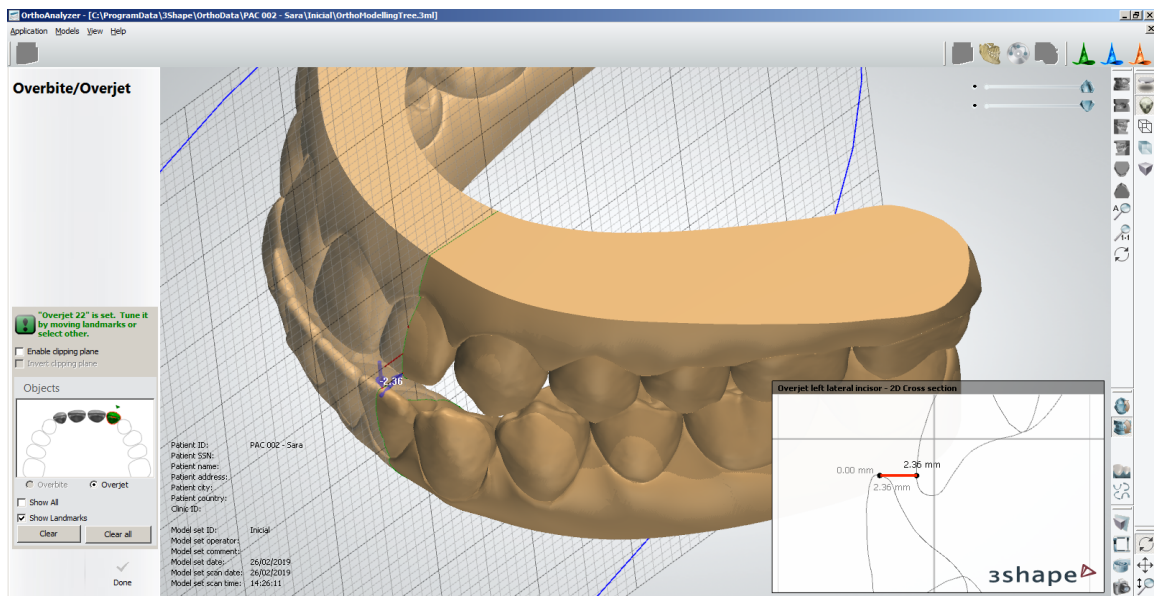 OrthoAnalyzer - [C:\ProgramData\3Shape\OrthoData\PAC 002 - Sara\Inicial\OrthoModellingTree.3ml]
Application Models View Help
Overbite/Overjet
"Overjet 22" is set. Tune it
by moving landmarks or
select other.
Enable clipping plane
Invert clipping plane
Objects
Overbite Overjet
Show All
Show Landmarks
Clear Clear all
Done
-2.36
Patient ID: PAC 002 - Sara
Patient SSN:
Patient name:
Patient address:
Patient city:
Patient country:
Clinic ID:
Model set ID: Inicial
Model set operator:
Model set comment:
Model set date: 26/02/2019
Model set scan date: 26/02/2019
Model set scan time: 14:26:11
Overjet left lateral incisor - 2D Cross section
0.00 mm 2.36 mm
2.36 mm
3shape
A
1:1